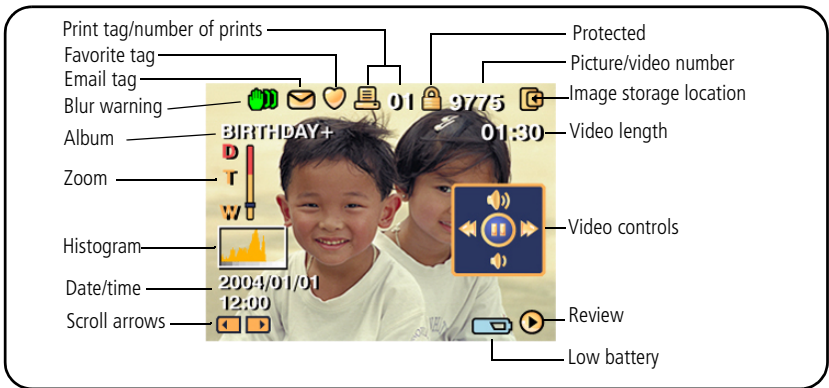 Print tag/number of prints
Favorite tag
Email tag
Blur warning
Album
Zoom
Histogram
Date/time
Scroll arrows
01
9775
BIRTHDAY+
01:30
D
T
W
2004/01/01
12:00
Protected
Picture/video number
Image storage location
Video length
Video controls
Review
Low battery